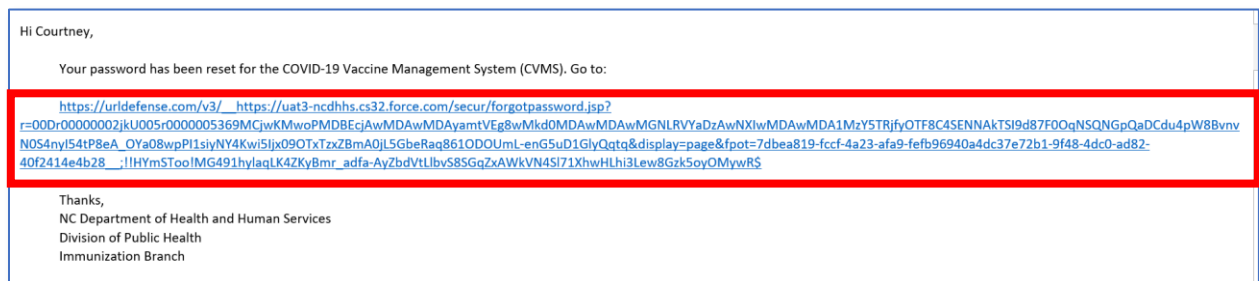 Hi Courtney,
Your password has been reset for the COVID-19 Vaccine Management System (CVMS). Go to:
https://urldefense.com/v3/__https://uat3-ncdhhs.cs32.force.com/secur/forgotpassword.jsp?
r=00Dr00000002jkU005r0000005369MCjwKMwoPMDBEcjAwMDAwMDAyamtVEg8wMkd0MDAwMDAwMGNLRVYaDzAwNXIwMDAwMDA1MzY5TRjfyOTF8C4SENNAkTSI9d87F0OqNSQNGpQaDCdu4pW8Bvnv
N0S4nyI54tP8eA_OYa08wpPI1siyNY4Kwi5Ijx09OTxTzxZBmA0jL5GbeRaq861ODOUmL-enG5uD1GlyQqtq&display=page&fpot=7dbea819-fccf-4a23-afa9-fefb96940a4dc37e72b1-9f48-4dc0-ad82-
40f2414e4b28__;!!HYmSToo!MG491hylaqLK4ZKyBmr_adfa-AyZbdVtLlbvS8SGqZxAWkVN4Sl71XhwHLhi3Lew8Gzk5oyOMywR$
Thanks,
NC Department of Health and Human Services
Division of Public Health
Immunization Branch